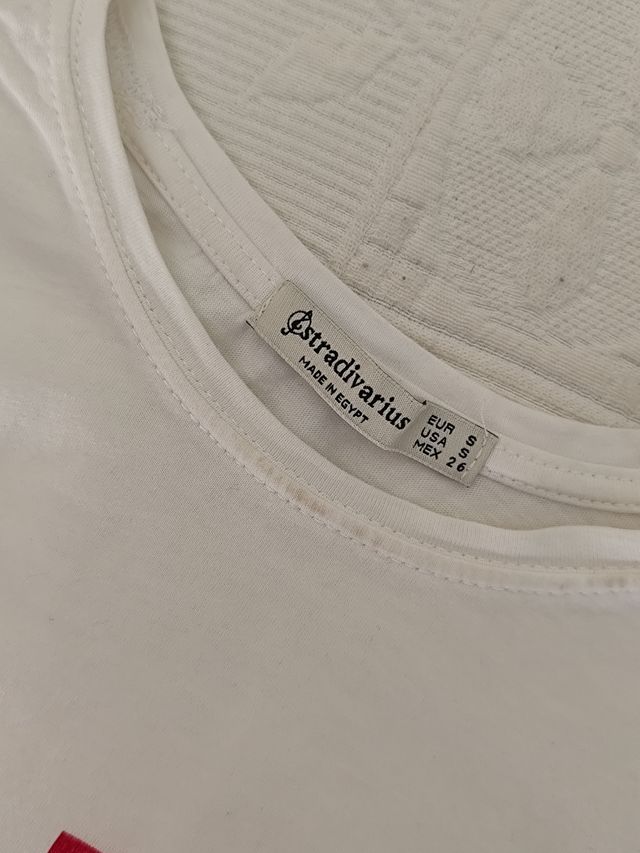 stradivarius
MADE IN EGYPT
EUR S
USA S
MEX 26